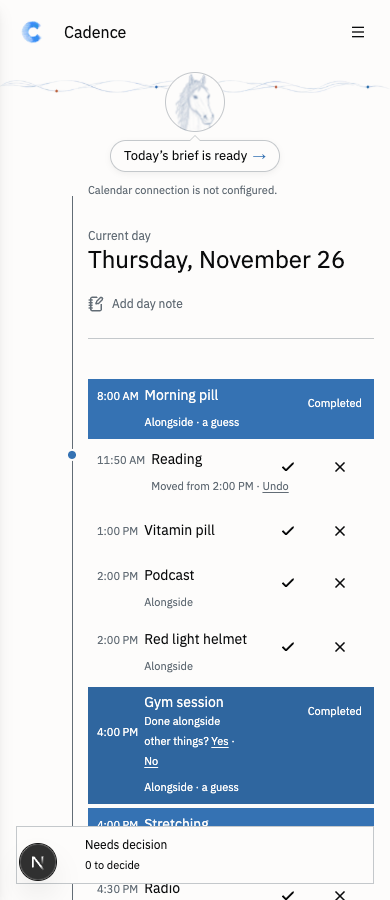 Cadence
Today's brief is ready →
Calendar connection is not configured.
Current day
Thursday, November 26
Add day note
8:00 AM Morning pill
Completed
Alongside · a guess
11:50 AM Reading
Moved from 2:00 PM · Undo
1:00 PM Vitamin pill
2:00 PM Podcast
Alongside
2:00 PM Red light helmet
Alongside
Gym session
Completed
Done alongside
4:00 PM
other things? Yes ·
No
Alongside · a guess
4:00 PM Stretching
Needs decision
N
0 to decide
4:30 PM Radio